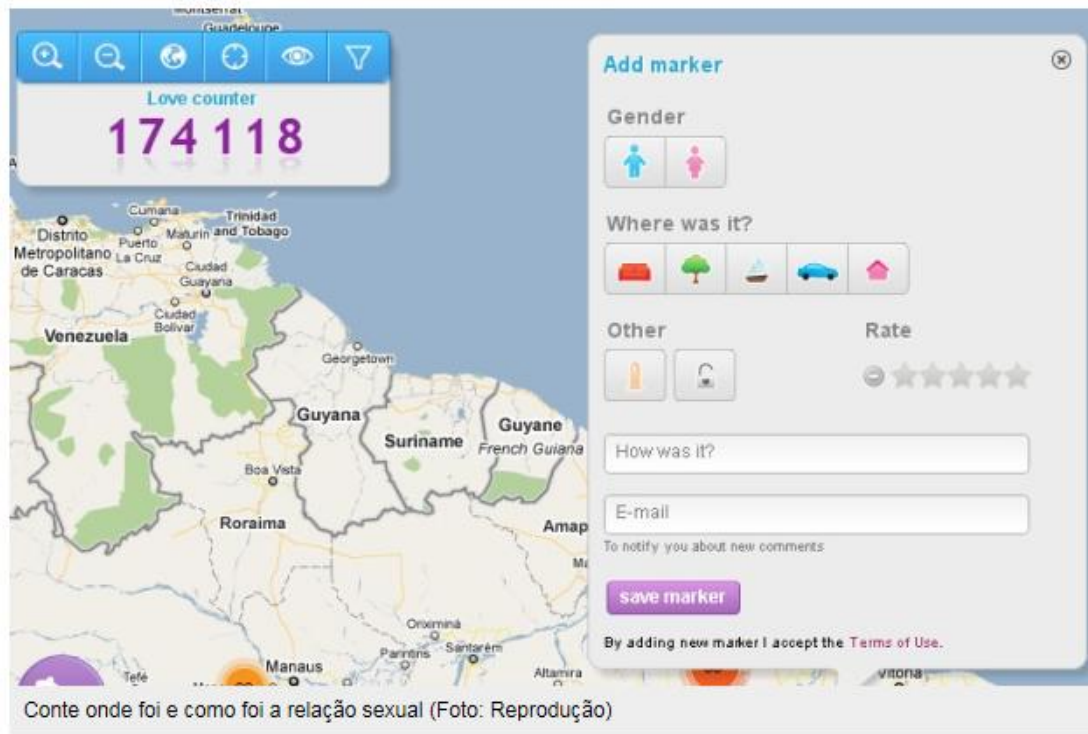 Montserrat
Guadeloupe
Love counter
174 118
Cumana
Trinidad
and Tobago
Distrito
Metropolitano
de Caracas
Puerto
La Cruz
Maturin
Ciudad
Guayana
Ciudad
Bolivar
Venezuela
Georgetown
Guyana
Suriname
Guyane
French Guiana
Boa Vista
Roraima
Amap
Oriximiná
Parintins
Santarém
Manaus
Tefé
Altamira
Vitoria
Add marker
Gender
Where was it?
Other
Rate
How was it?
E-mail
To notify you about new comments
save marker
By adding new marker I accept the Terms of Use.
Conte onde foi e como foi a relação sexual (Foto: Reprodução)